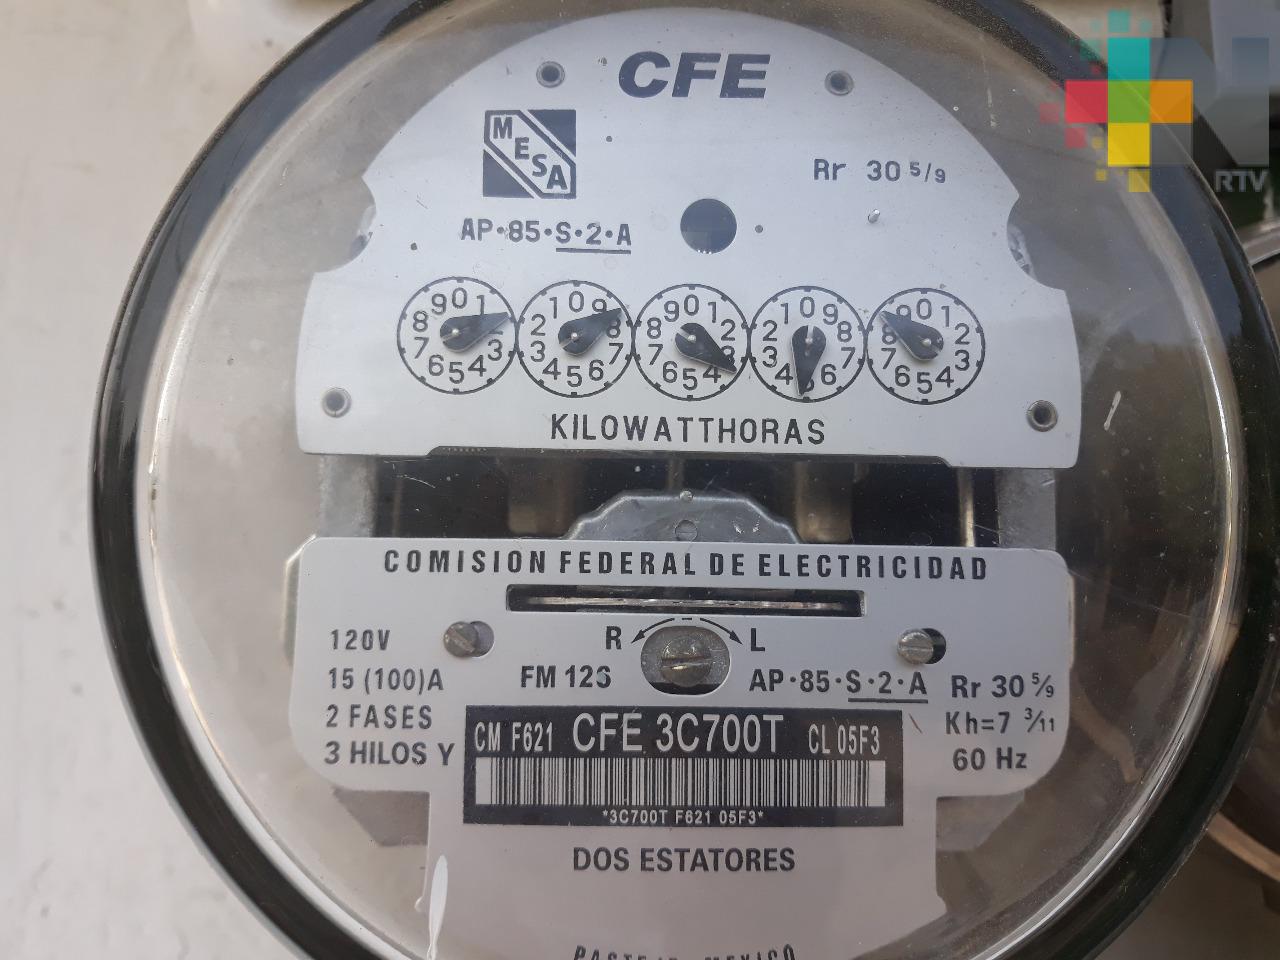 CFE
MESA
Rr 30 5/9
AP·85·S·2·A
RTV
KILOWATTHORAS
COMISION FEDERAL DE ELECTRICIDAD
R L
120V
15 (100)A
2 FASES
3 HILOS Y
FM 12S
AP·85·S·2·A
Rr 30 5/9
Kh=7 3/11
60 Hz
CM F621 CFE 3C700T CL 05F3
*3C700T F621 05F3*
DOS ESTATORES